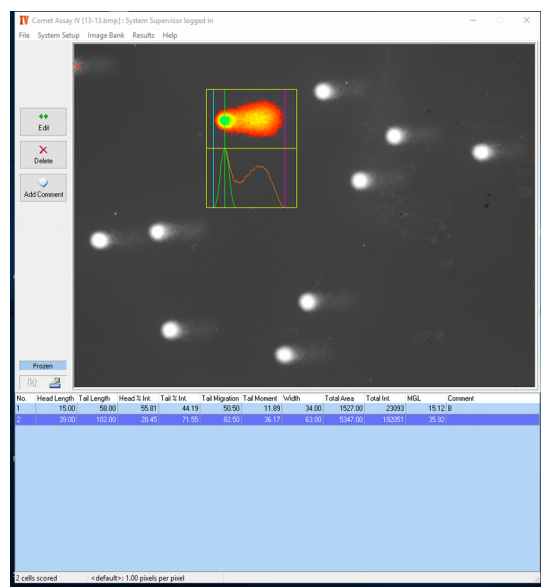 IV Comet Assay IV [13-13.bmp] : System Supervisor logged in
File System Setup Image Bank Results Help
Edit
Delete
Add Comment
Frozen
No. Head Length Tail Length Head % Int. Tail % Int. Tail Migration Tail Moment Width Total Area Total Int. MGL Comment
1 15.00 58.00 55.81 44.19 50.50 11.89 34.00 1527.00 23093 15.12 B
2 39.00 102.00 28.45 71.55 82.50 36.17 63.00 5347.00 192051 35.92
2 cells scored <default>: 1.00 pixels per pixel